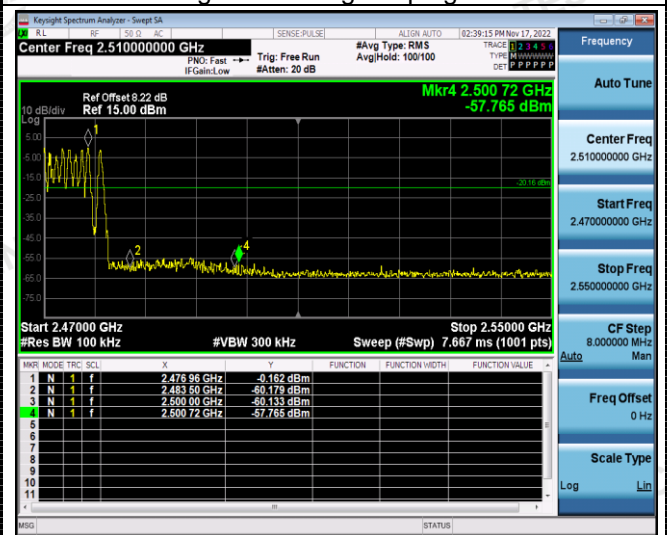 Keysight Spectrum Analyzer - Swept SA
RL RF 50 Ω AC SENSE:PULSE ALIGN AUTO 02:39:15 PM Nov 17, 2022
Center Freq 2.510000000 GHz #Avg Type: RMS TRACE 1 2 3 4 5 6 Frequency
PNO: Fast Trig: Free Run Avg|Hold: 100/100 TYPE M WWWWW
IFGain:Low #Atten: 20 dB DET P P P P P P
Auto Tune
Mkr4 2.500 72 GHz
Ref Offset 8.22 dB
10 dB/div Ref 15.00 dBm -57.765 dBm
Log
5.00
-5.00
-15.0
-20.16 dBm
-25.0
-35.0
-45.0
-55.0
-65.0
-75.0
1
2
4
Center Freq
2.510000000 GHz
Start Freq
2.470000000 GHz
Stop Freq
2.550000000 GHz
Start 2.47000 GHz Stop 2.55000 GHz
#Res BW 100 kHz #VBW 300 kHz Sweep (#Swp) 7.667 ms (1001 pts)
CF Step
8.000000 MHz
Auto Man
MKR MODE TRC SCL X Y FUNCTION FUNCTION WIDTH FUNCTION VALUE
1 N 1 f 2.476 96 GHz -0.162 dBm
2 N 1 f 2.483 50 GHz -60.179 dBm
3 N 1 f 2.500 00 GHz -60.133 dBm
4 N 1 f 2.500 72 GHz -57.765 dBm
5
6
7
8
9
10
11
Freq Offset
0 Hz
Scale Type
Log Lin
MSG STATUS